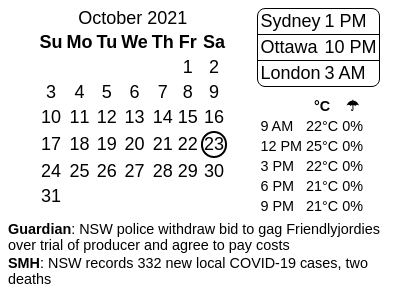 October 2021
Su Mo Tu We Th Fr Sa
1 2
3 4 5 6 7 8 9
10 11 12 13 14 15 16
17 18 19 20 21 22 23
24 25 26 27 28 29 30
31
Sydney 1 PM
Ottawa 10 PM
London 3 AM
°C ☂
9 AM 22°C 0%
12 PM 25°C 0%
3 PM 22°C 0%
6 PM 21°C 0%
9 PM 21°C 0%
Guardian: NSW police withdraw bid to gag Friendlyjordies
over trial of producer and agree to pay costs
SMH: NSW records 332 new local COVID-19 cases, two
deaths